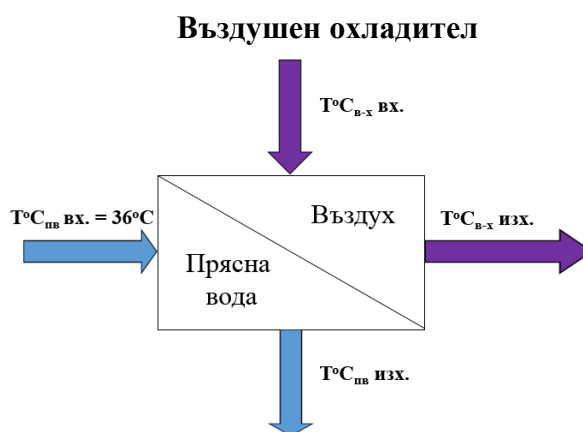 Въздушен охладител
T°C в-х вх.
T°C пв вх. = 36°C
Въздух
T°C в-х изх.
Прясна
вода
T°C пв изх.